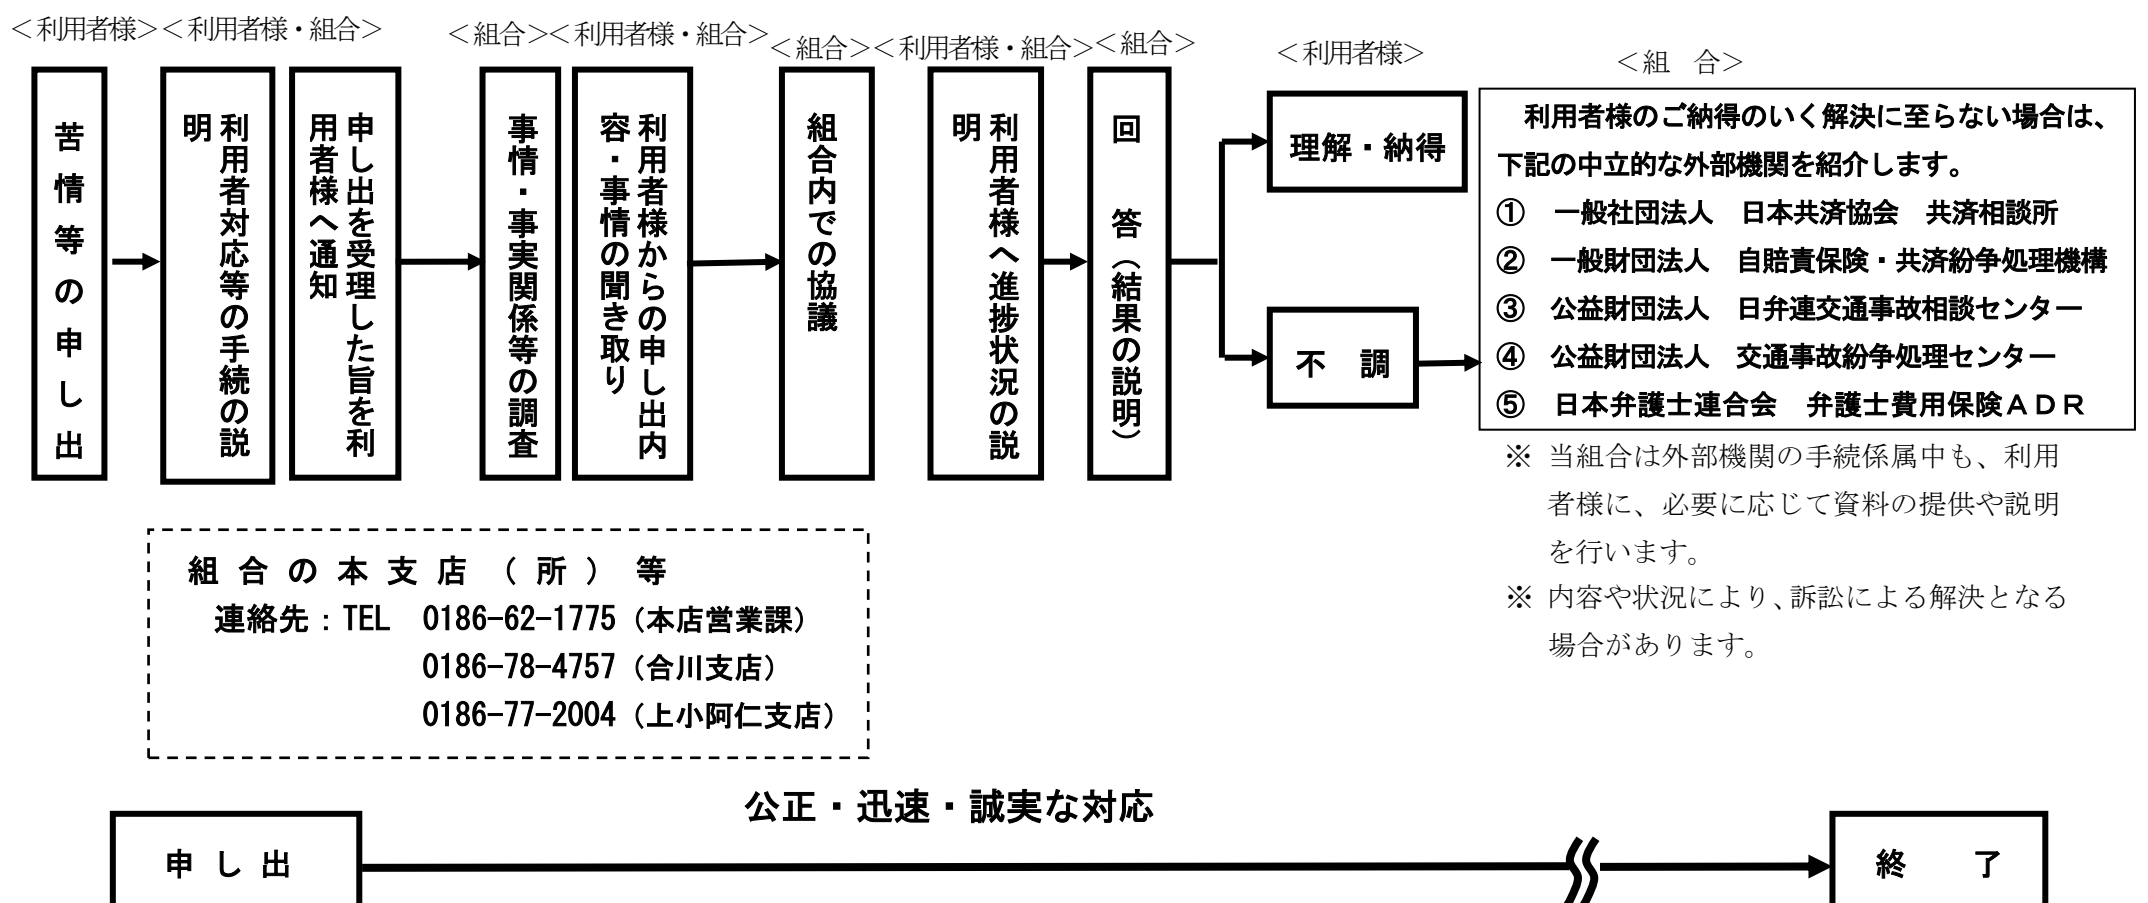 ＜利用者様＞
＜利用者様・組合＞
＜組合＞
＜利用者様・組合＞
＜組合＞
＜利用者様・組合＞
＜組合＞
＜利用者様＞
＜組　合＞
苦情等の申し出
利用者対応等の手続の説
明
申し出を受理した旨を利
用者様へ通知
事情・事実関係等の調査
利用者様からの申し出内
容・事情の聞き取り
組合内での協議
利用者様へ進捗状況の説
明
回　答（結果の説明）
理解・納得
不　調
利用者様のご納得のいく解決に至らない場合は、
下記の中立的な外部機関を紹介します。
①　一般社団法人　日本共済協会　共済相談所
②　一般財団法人　自賠責保険・共済紛争処理機構
③　公益財団法人　日弁連交通事故相談センター
④　公益財団法人　交通事故紛争処理センター
⑤　日本弁護士連合会　弁護士費用保険ＡＤＲ
※ 当組合は外部機関の手続係属中も、利用
者様に、必要に応じて資料の提供や説明
を行います。
※ 内容や状況により、訴訟による解決となる
場合があります。
組合の本支店（所）等
連絡先：TEL　0186-62-1775（本店営業課）
0186-78-4757（合川支店）
0186-77-2004（上小阿仁支店）
公正・迅速・誠実な対応
申し出
終　了